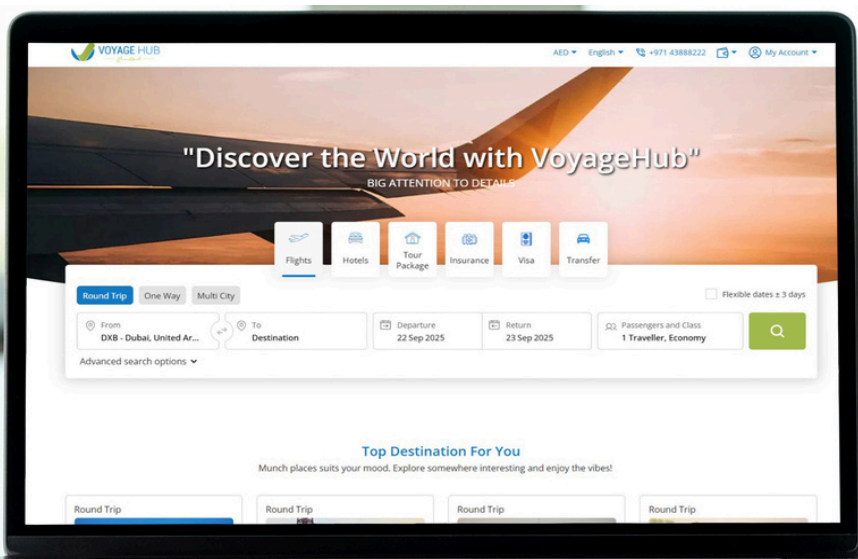 VOYAGE HUB
AED English +971 43888222 My Account
"Discover the World with VoyageHub"
BIG ATTENTION TO DETAILS
Flights Hotels Tour Package Insurance Visa Transfer
Round Trip One Way Multi City Flexible dates ± 3 days
From To Departure Return Passengers and Class
DXB - Dubai, United Ar... Destination 22 Sep 2025 23 Sep 2025 1 Traveller, Economy
Advanced search options
Top Destination For You
Munch places suits your mood. Explore somewhere interesting and enjoy the vibes!
Round Trip Round Trip Round Trip Round Trip